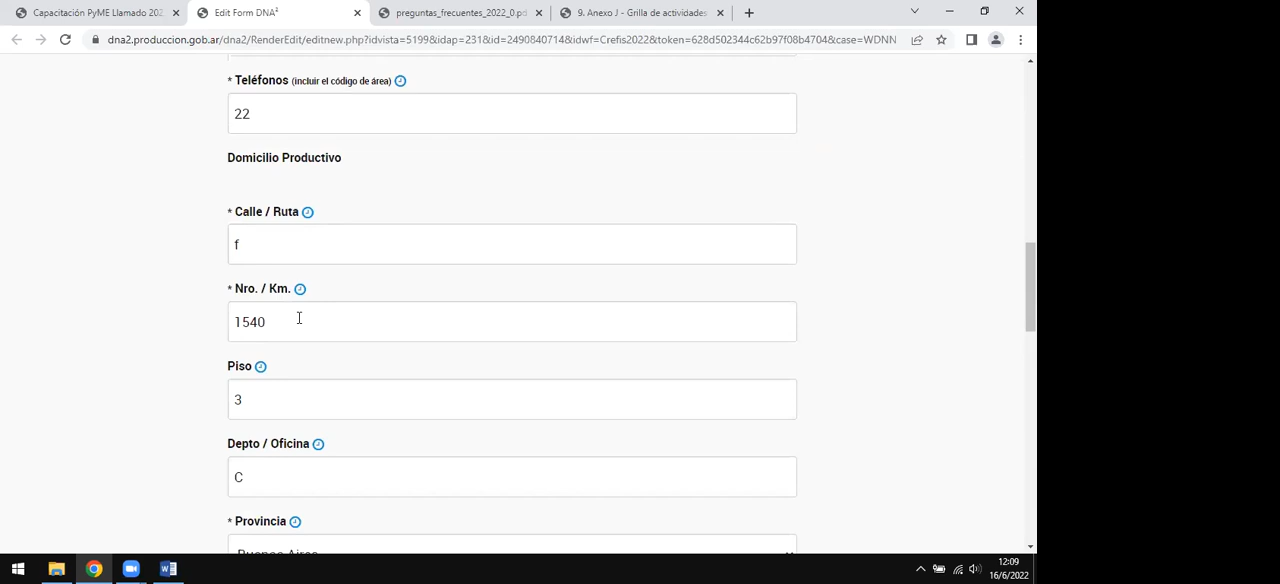 Capacitación PyME Llamado 202
Edit Form DNA²
preguntas_frecuentes_2022_0.pd
9. Anexo J - Grilla de actividades
dna2.produccion.gob.ar/dna2/RenderEdit/editnew.php?idvista=5199&idap=231&id=2490840714&idwf=Crefis2022&token=628d502344c62b97f08b4704&case=WDNN
* Teléfonos (incluir el código de área)
22
Domicilio Productivo
* Calle / Ruta
f
* Nro. / Km.
1540
Piso
3
Depto / Oficina
C
* Provincia
Buenos Aires
12:09
16/6/2022